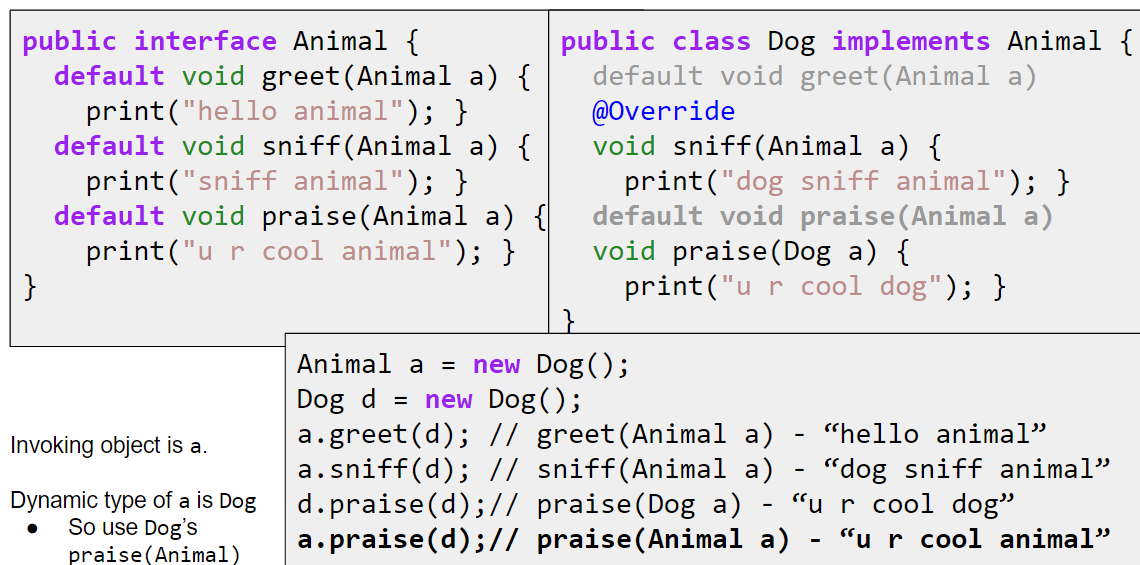 public interface Animal {
default void greet(Animal a) {
print("hello animal"); }
default void sniff(Animal a) {
print("sniff animal"); }
default void praise(Animal a) {
print("u r cool animal"); }
}
public class Dog implements Animal {
default void greet(Animal a)
@Override
void sniff(Animal a) {
print("dog sniff animal"); }
default void praise(Animal a)
void praise(Dog a) {
print("u r cool dog"); }
}
Animal a = new Dog();
Dog d = new Dog();
a.greet(d); // greet(Animal a) - “hello animal”
a.sniff(d); // sniff(Animal a) - “dog sniff animal”
d.praise(d);// praise(Dog a) - “u r cool dog”
a.praise(d);// praise(Animal a) - “u r cool animal”
Invoking object is a.
Dynamic type of a is Dog
● So use Dog’s
praise(Animal)